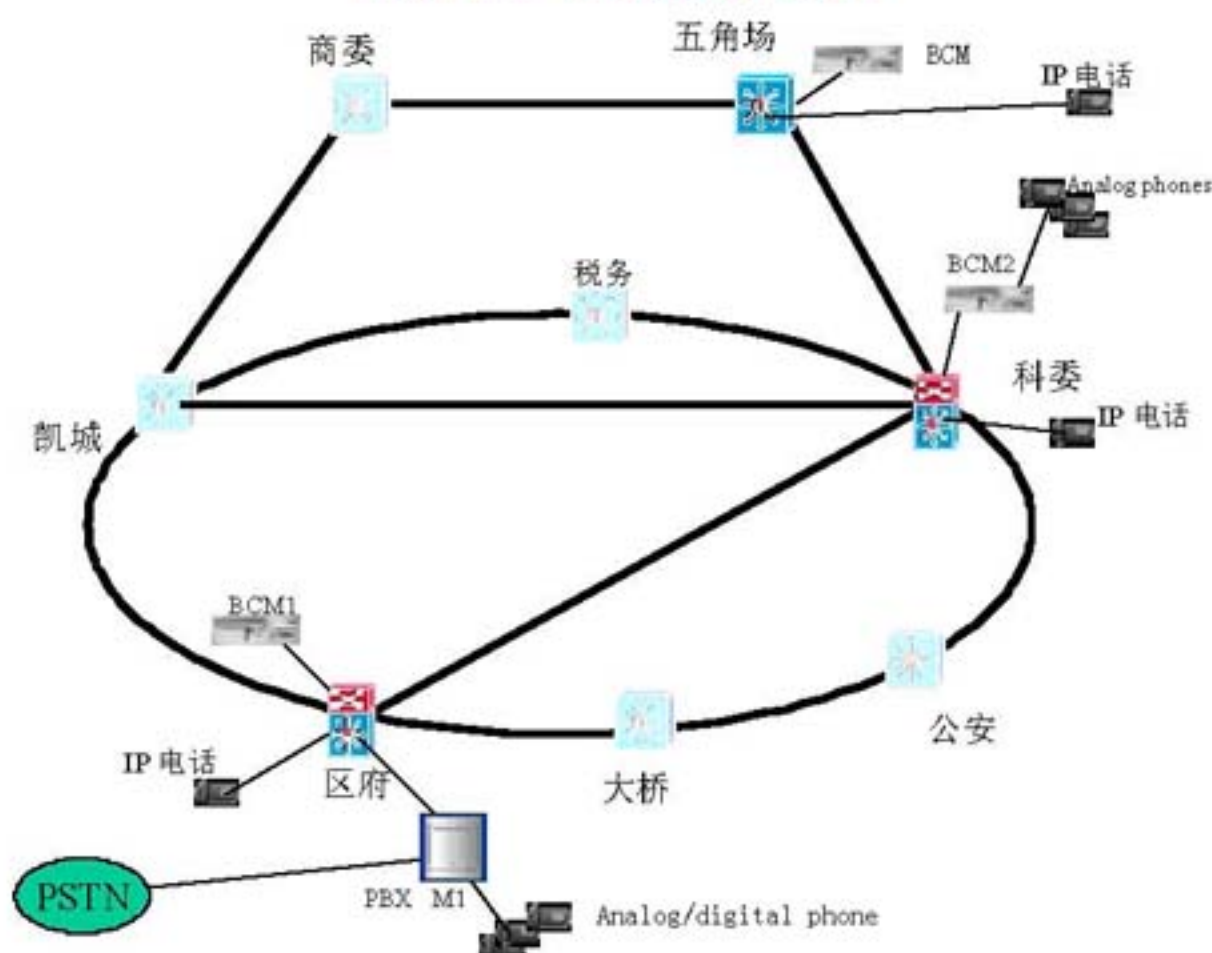 商委
五角场
BCM
IP 电话
Analog phones
税务
BCM2
科委
IP 电话
凯城
BCM1
公安
IP 电话
区府
大桥
PSTN
PBX M1
Analog/digital phone